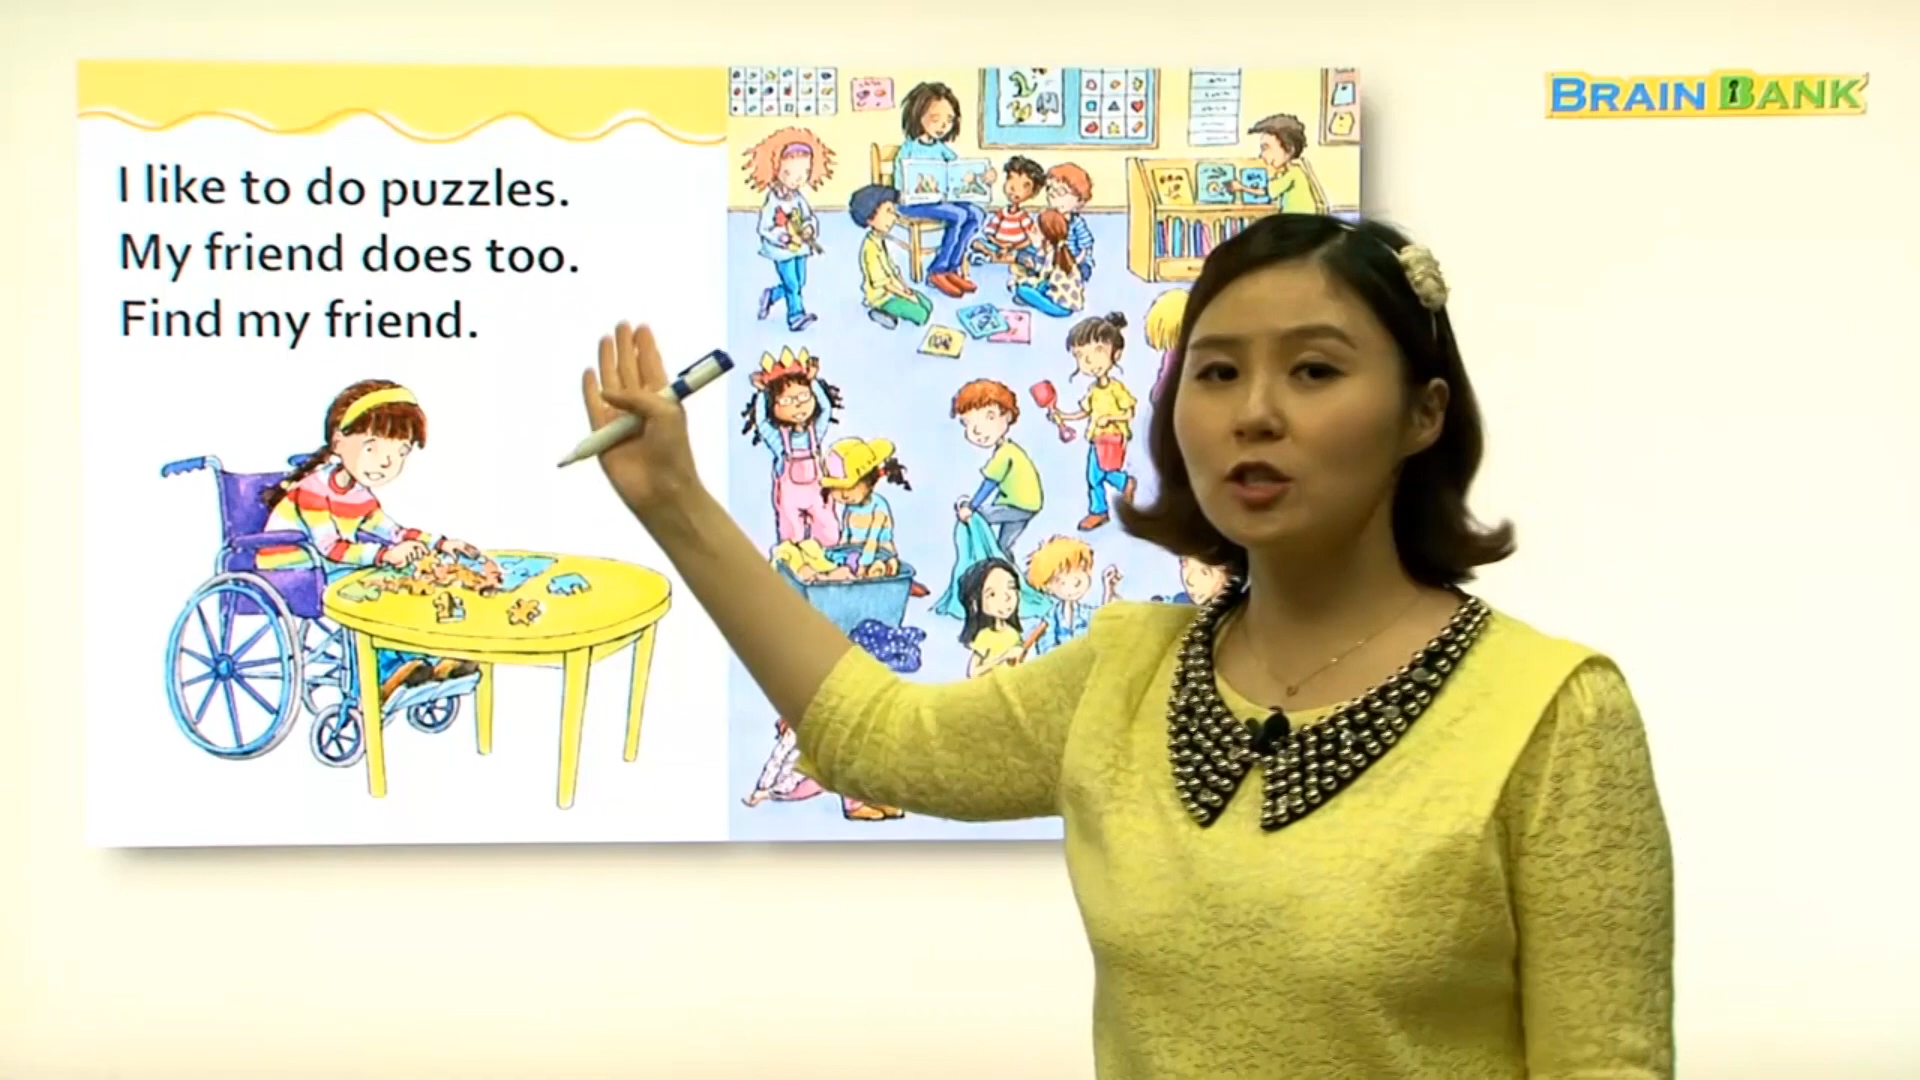 I like to do puzzles.
My friend does too.
Find my friend.
BRAIN BANK